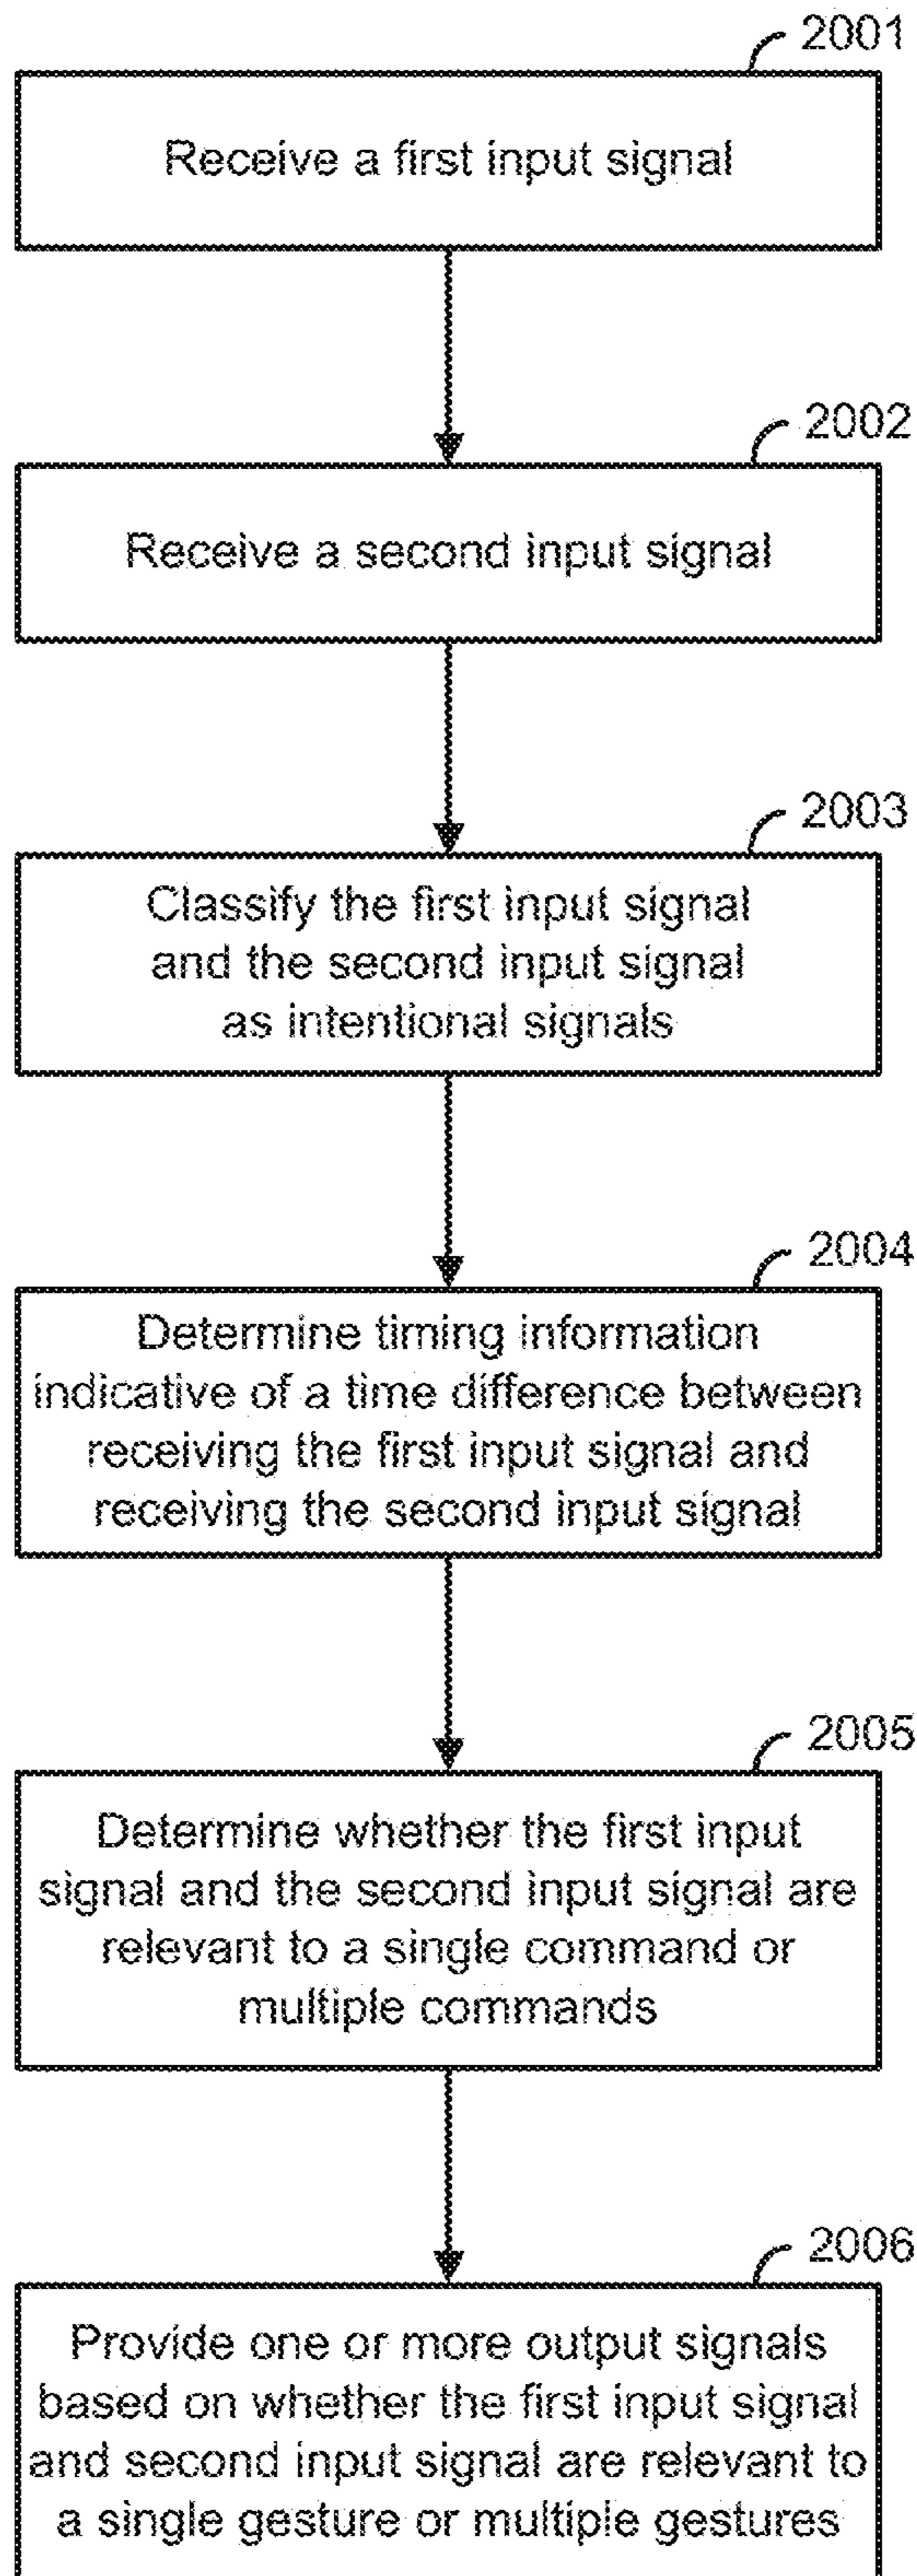 2001
Receive a first input signal
2002
Receive a second input signal
2003
Classify the first input signal
and the second input signal
as intentional signals
2004
Determine timing information
indicative of a time difference between
receiving the first input signal and
receiving the second input signal
2005
Determine whether the first input
signal and the second input signal are
relevant to a single command or
multiple commands
2006
Provide one or more output signals
based on whether the first input signal
and second input signal are relevant to
a single gesture or multiple gestures